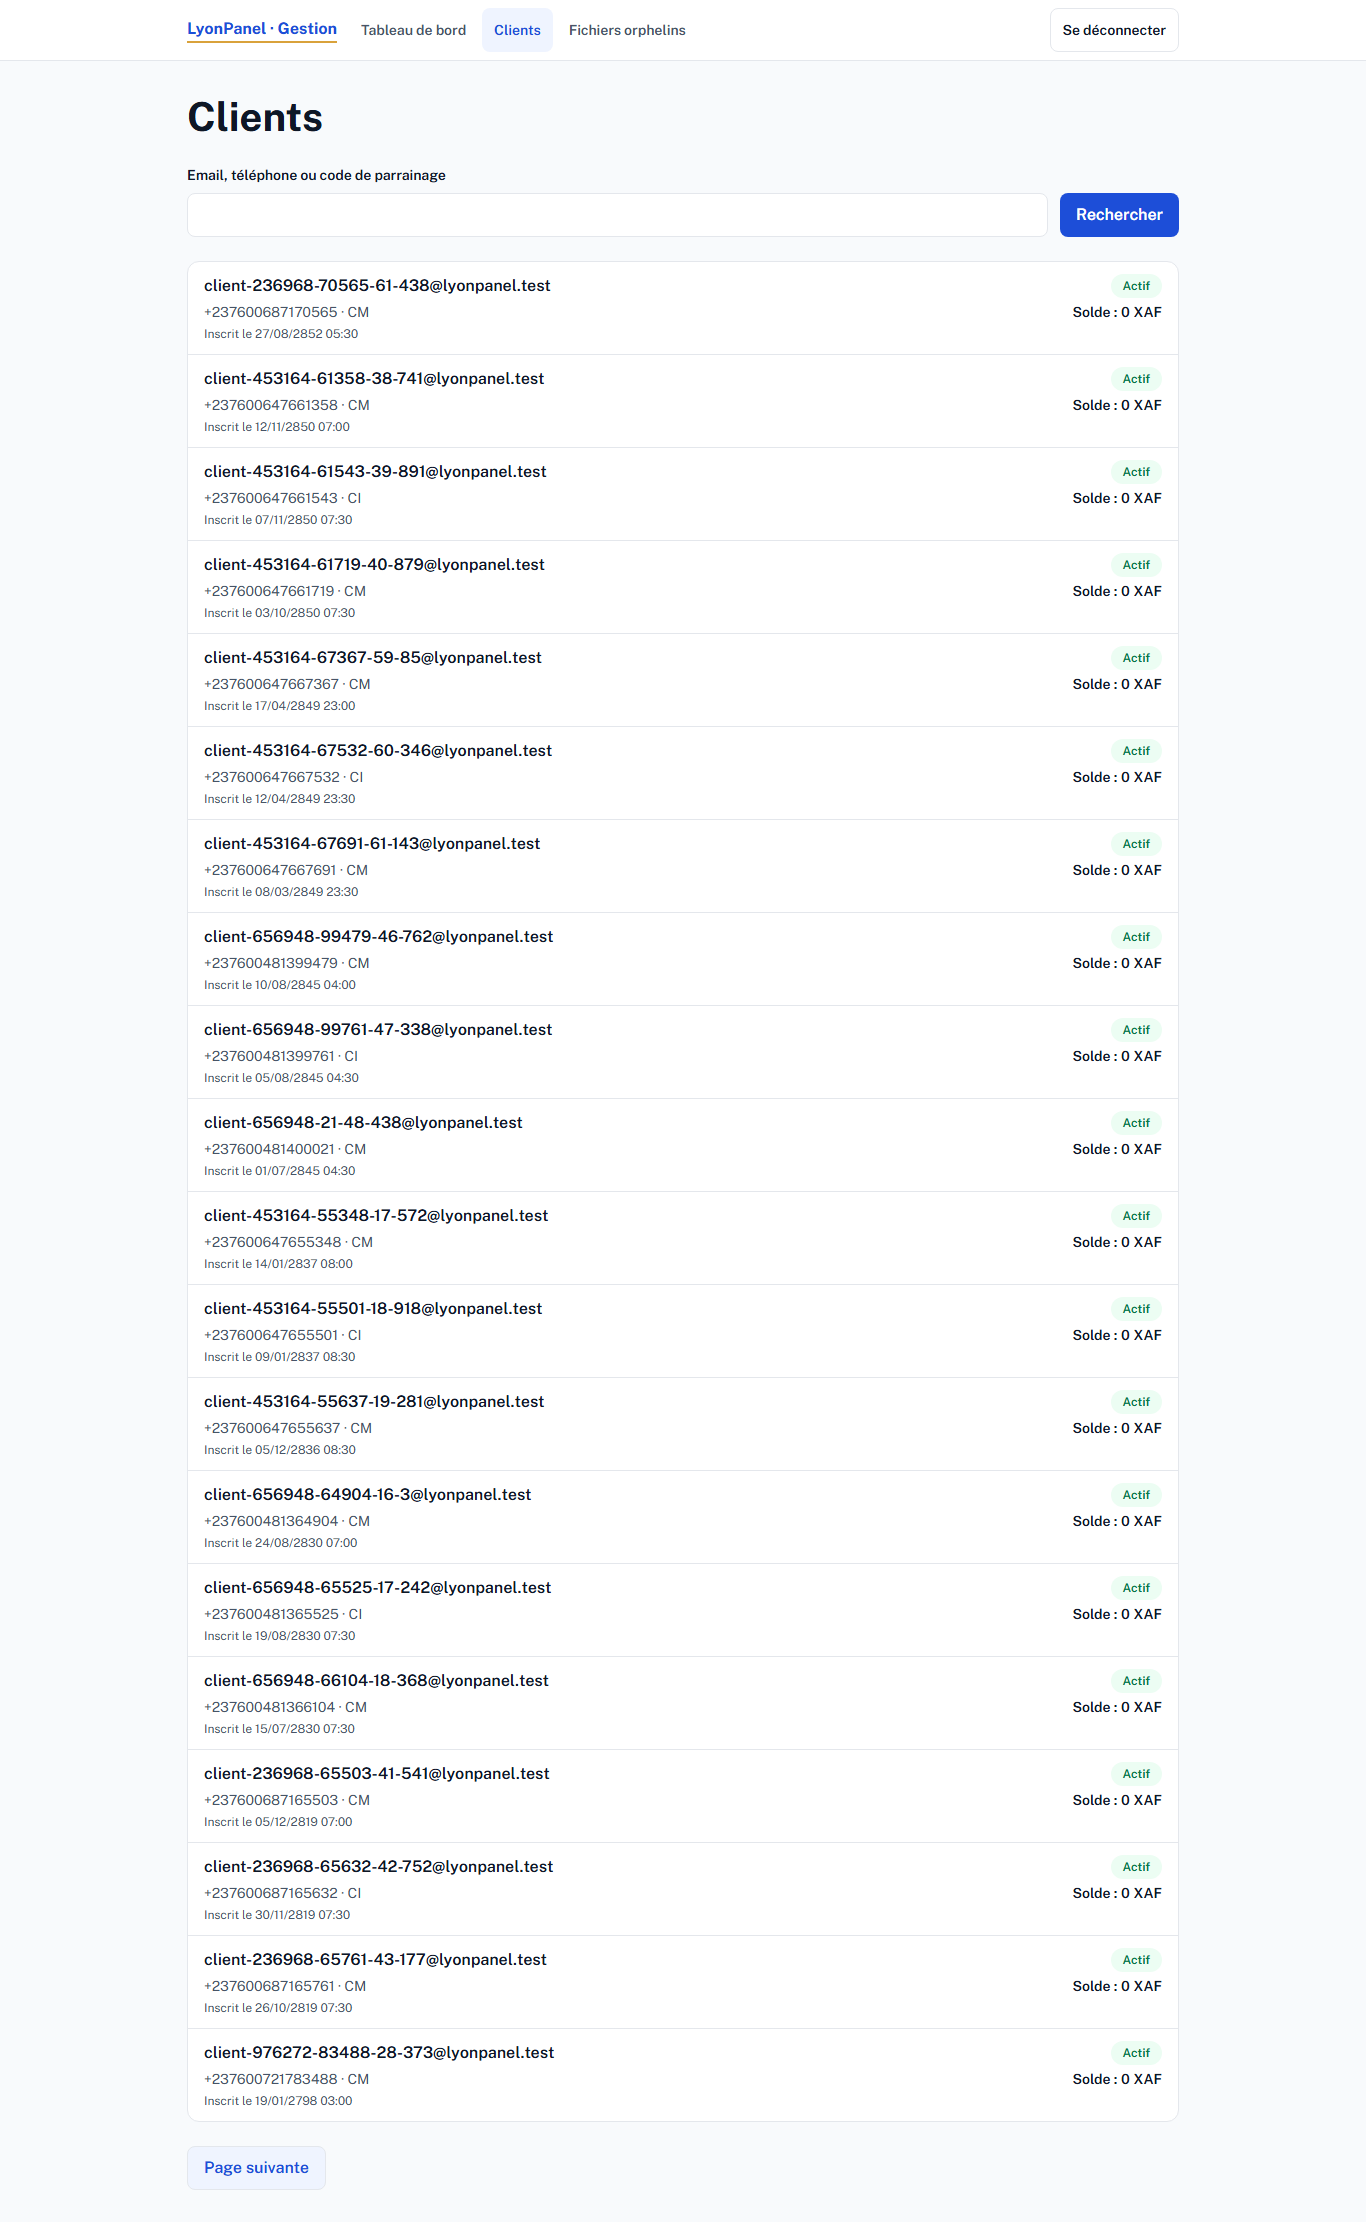 LyonPanel · Gestion Tableau de bord Clients Fichiers orphelins Se déconnecter
Clients
Email, téléphone ou code de parrainage
Rechercher
client-236968-70565-61-438@lyonpanel.test Actif
+237600687170565 · CM Solde : 0 XAF
Inscrit le 27/08/2852 05:30
client-453164-61358-38-741@lyonpanel.test Actif
+237600647661358 · CM Solde : 0 XAF
Inscrit le 12/11/2850 07:00
client-453164-61543-39-891@lyonpanel.test Actif
+237600647661543 · CI Solde : 0 XAF
Inscrit le 07/11/2850 07:30
client-453164-61719-40-879@lyonpanel.test Actif
+237600647661719 · CM Solde : 0 XAF
Inscrit le 03/10/2850 07:30
client-453164-67367-59-85@lyonpanel.test Actif
+237600647667367 · CM Solde : 0 XAF
Inscrit le 17/04/2849 23:00
client-453164-67532-60-346@lyonpanel.test Actif
+237600647667532 · CI Solde : 0 XAF
Inscrit le 12/04/2849 23:30
client-453164-67691-61-143@lyonpanel.test Actif
+237600647667691 · CM Solde : 0 XAF
Inscrit le 08/03/2849 23:30
client-656948-99479-46-762@lyonpanel.test Actif
+237600481399479 · CM Solde : 0 XAF
Inscrit le 10/08/2845 04:00
client-656948-99761-47-338@lyonpanel.test Actif
+237600481399761 · CI Solde : 0 XAF
Inscrit le 05/08/2845 04:30
client-656948-21-48-438@lyonpanel.test Actif
+237600481400021 · CM Solde : 0 XAF
Inscrit le 01/07/2845 04:30
client-453164-55348-17-572@lyonpanel.test Actif
+237600647655348 · CM Solde : 0 XAF
Inscrit le 14/01/2837 08:00
client-453164-55501-18-918@lyonpanel.test Actif
+237600647655501 · CI Solde : 0 XAF
Inscrit le 09/01/2837 08:30
client-453164-55637-19-281@lyonpanel.test Actif
+237600647655637 · CM Solde : 0 XAF
Inscrit le 05/12/2836 08:30
client-656948-64904-16-3@lyonpanel.test Actif
+237600481364904 · CM Solde : 0 XAF
Inscrit le 24/08/2830 07:00
client-656948-65525-17-242@lyonpanel.test Actif
+237600481365525 · CI Solde : 0 XAF
Inscrit le 19/08/2830 07:30
client-656948-66104-18-368@lyonpanel.test Actif
+237600481366104 · CM Solde : 0 XAF
Inscrit le 15/07/2830 07:30
client-236968-65503-41-541@lyonpanel.test Actif
+237600687165503 · CM Solde : 0 XAF
Inscrit le 05/12/2819 07:00
client-236968-65632-42-752@lyonpanel.test Actif
+237600687165632 · CI Solde : 0 XAF
Inscrit le 30/11/2819 07:30
client-236968-65761-43-177@lyonpanel.test Actif
+237600687165761 · CM Solde : 0 XAF
Inscrit le 26/10/2819 07:30
client-976272-83488-28-373@lyonpanel.test Actif
+237600721783488 · CM Solde : 0 XAF
Inscrit le 19/01/2798 03:00
Page suivante